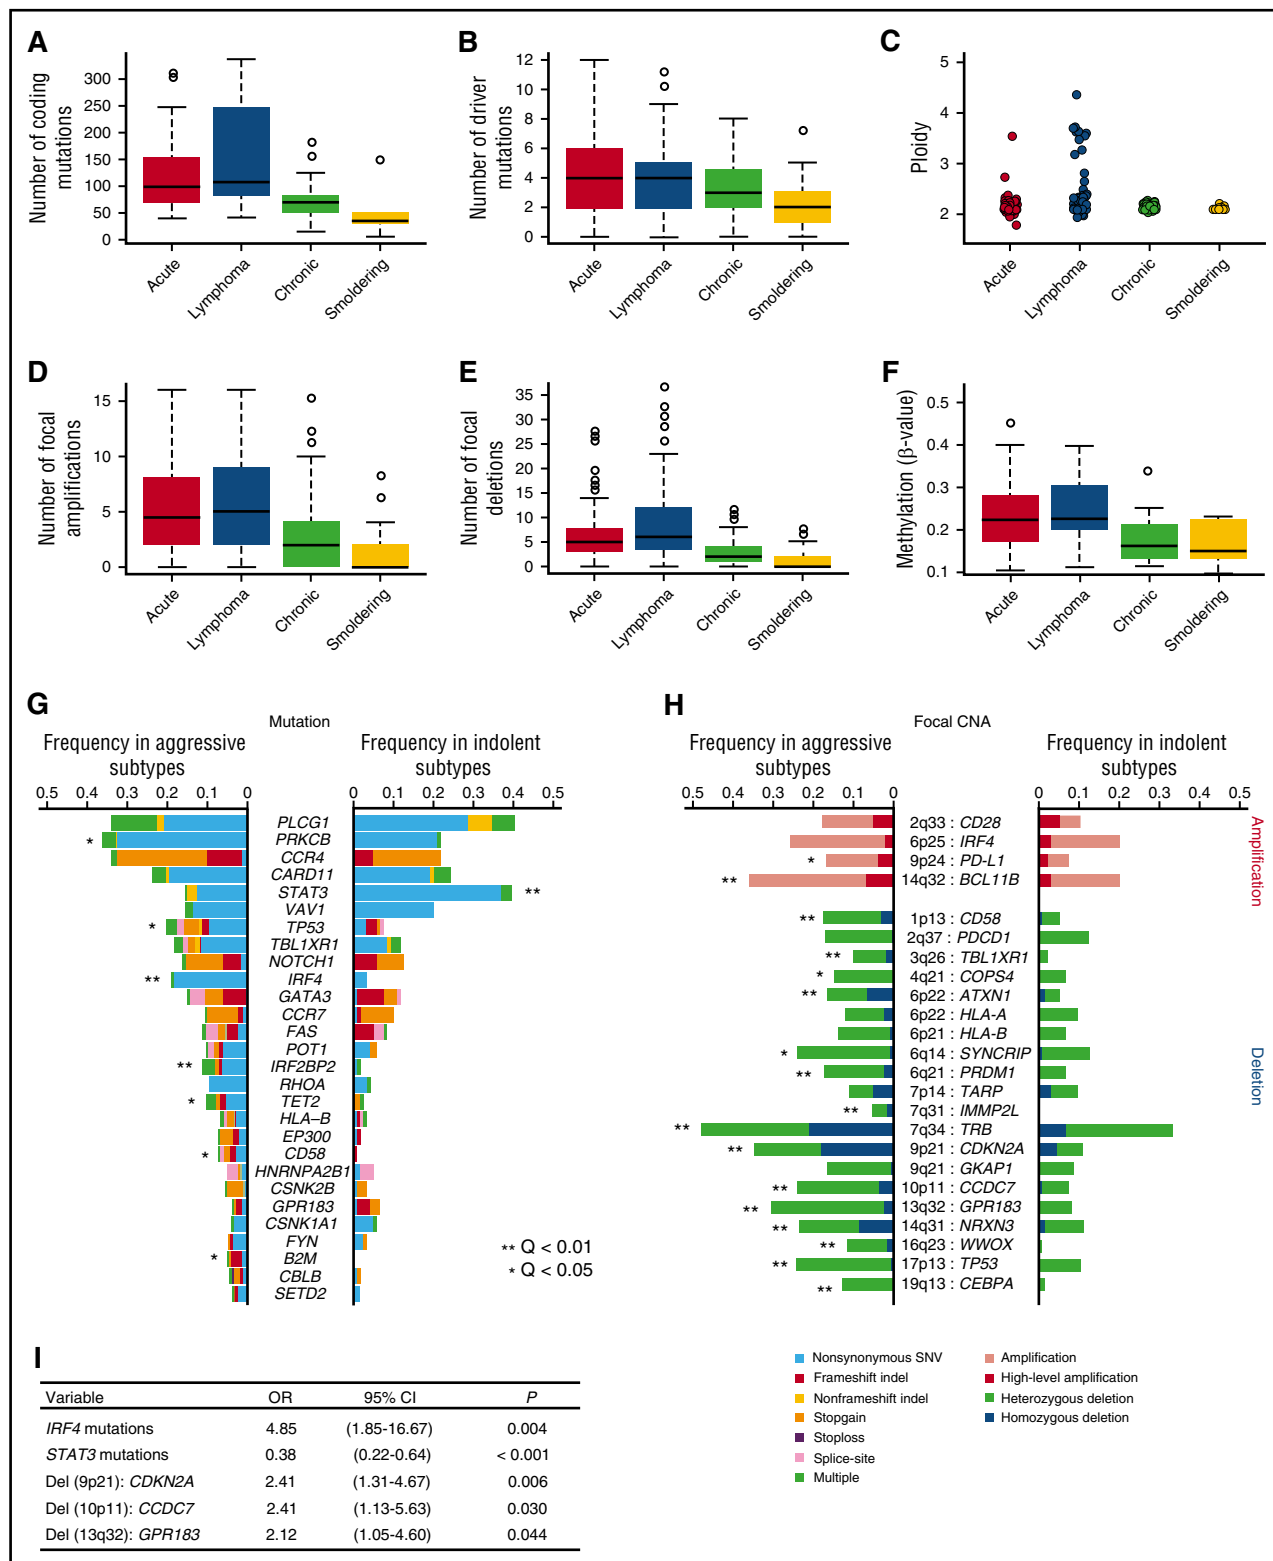 A
Number of coding
mutations
300
250
200
150
100
50
0
Acute
Lymphoma
Chronic
Smoldering
B
Number of driver
mutations
12
10
8
6
4
2
0
Acute
Lymphoma
Chronic
Smoldering
C
Ploidy
5
4
3
2
Acute
Lymphoma
Chronic
Smoldering
D
Number of focal
amplifications
15
10
5
0
Acute
Lymphoma
Chronic
Smoldering
E
Number of focal
deletions
35
30
25
20
15
10
5
0
Acute
Lymphoma
Chronic
Smoldering
F
Methylation (β-value)
0.5
0.4
0.3
0.2
0.1
Acute
Lymphoma
Chronic
Smoldering
G
Mutation
Frequency in aggressive
subtypes
Frequency in indolent
subtypes
0.5 0.4 0.3 0.2 0.1 0
0 0.1 0.2 0.3 0.4 0.5
PLCG1
* PRKCB
CCR4
CARD11
STAT3 **
VAV1
* TP53
TBL1XR1
NOTCH1
** IRF4
GATA3
CCR7
FAS
POT1
** IRF2BP2
RHOA
* TET2
HLA–B
EP300
* CD58
HNRNPA2B1
CSNK2B
GPR183
CSNK1A1
FYN
* B2M
CBLB
SETD2
** Q < 0.01
* Q < 0.05
H
Focal CNA
Frequency in aggressive
subtypes
Frequency in indolent
subtypes
0.5 0.4 0.3 0.2 0.1 0
0 0.1 0.2 0.3 0.4 0.5
2q33 : CD28
6p25 : IRF4
* 9p24 : PD-L1
** 14q32 : BCL11B
Amplification
** 1p13 : CD58
2q37 : PDCD1
** 3q26 : TBL1XR1
* 4q21 : COPS4
** 6p22 : ATXN1
6p22 : HLA-A
6p21 : HLA-B
* 6q14 : SYNCRIP
** 6q21 : PRDM1
7p14 : TARP
** 7q31 : IMMP2L
** 7q34 : TRB
** 9p21 : CDKN2A
9q21 : GKAP1
** 10p11 : CCDC7
** 13q32 : GPR183
** 14q31 : NRXN3
** 16q23 : WWOX
** 17p13 : TP53
** 19q13 : CEBPA
Deletion
Nonsynonymous SNV
Frameshift indel
Nonframeshift indel
Stopgain
Stoploss
Splice-site
Multiple
Amplification
High-level amplification
Heterozygous deletion
Homozygous deletion
I
Variable OR 95% CI P
IRF4 mutations 4.85 (1.85-16.67) 0.004
STAT3 mutations 0.38 (0.22-0.64) < 0.001
Del (9p21): CDKN2A 2.41 (1.31-4.67) 0.006
Del (10p11): CCDC7 2.41 (1.13-5.63) 0.030
Del (13q32): GPR183 2.12 (1.05-4.60) 0.044